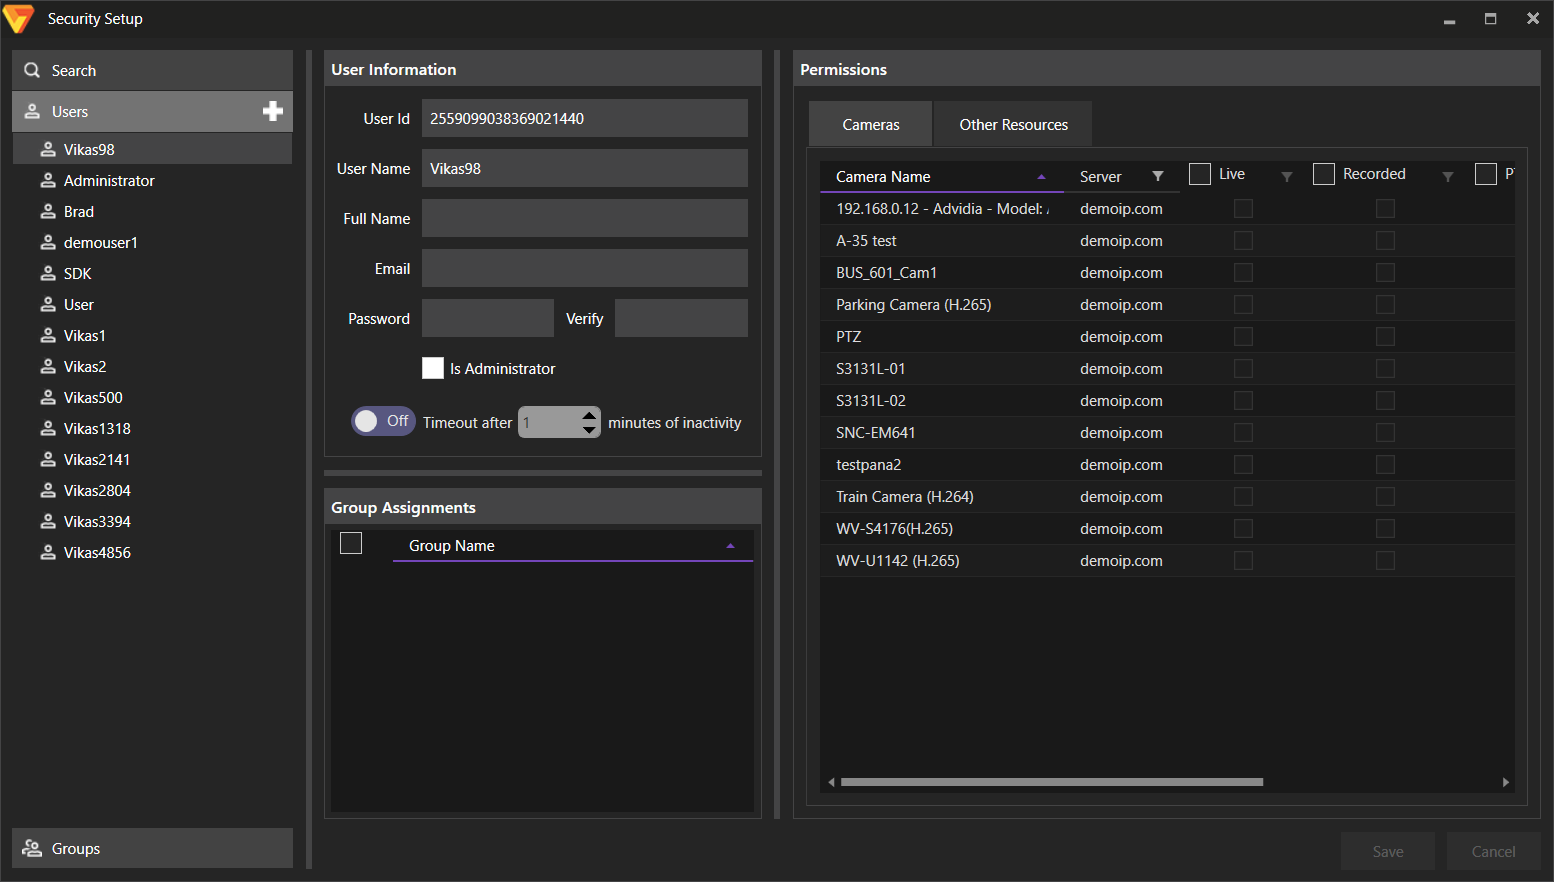 Security Setup
Search
Users
Vikas98
Administrator
Brad
demouser1
SDK
User
Vikas1
Vikas2
Vikas500
Vikas1318
Vikas2141
Vikas2804
Vikas3394
Vikas4856
Groups
User Information
User Id 2559099038369021440
User Name Vikas98
Full Name
Email
Password Verify
Is Administrator
Off Timeout after 1 minutes of inactivity
Group Assignments
Group Name
Permissions
Cameras Other Resources
Camera Name Server Live Recorded
192.168.0.12 - Advidia - Model: demoip.com
A-35 test demoip.com
BUS_601_Cam1 demoip.com
Parking Camera (H.265) demoip.com
PTZ demoip.com
S3131L-01 demoip.com
S3131L-02 demoip.com
SNC-EM641 demoip.com
testpana2 demoip.com
Train Camera (H.264) demoip.com
WV-S4176(H.265) demoip.com
WV-U1142 (H.265) demoip.com
Save Cancel